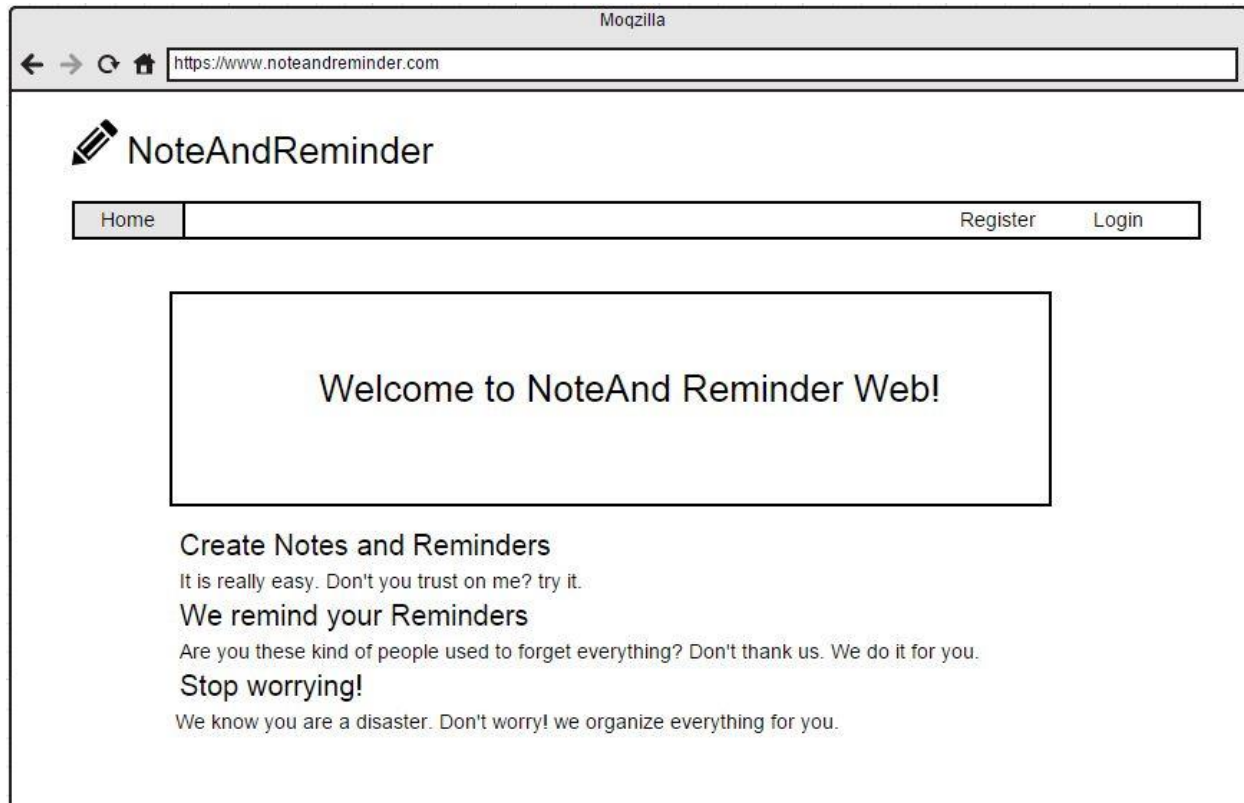 Moqzilla
https://www.noteandreminder.com
NoteAndReminder
Home Register Login
Welcome to NoteAnd Reminder Web!
Create Notes and Reminders
It is really easy. Don't you trust on me? try it.
We remind your Reminders
Are you these kind of people used to forget everything? Don't thank us. We do it for you.
Stop worrying!
We know you are a disaster. Don't worry! we organize everything for you.